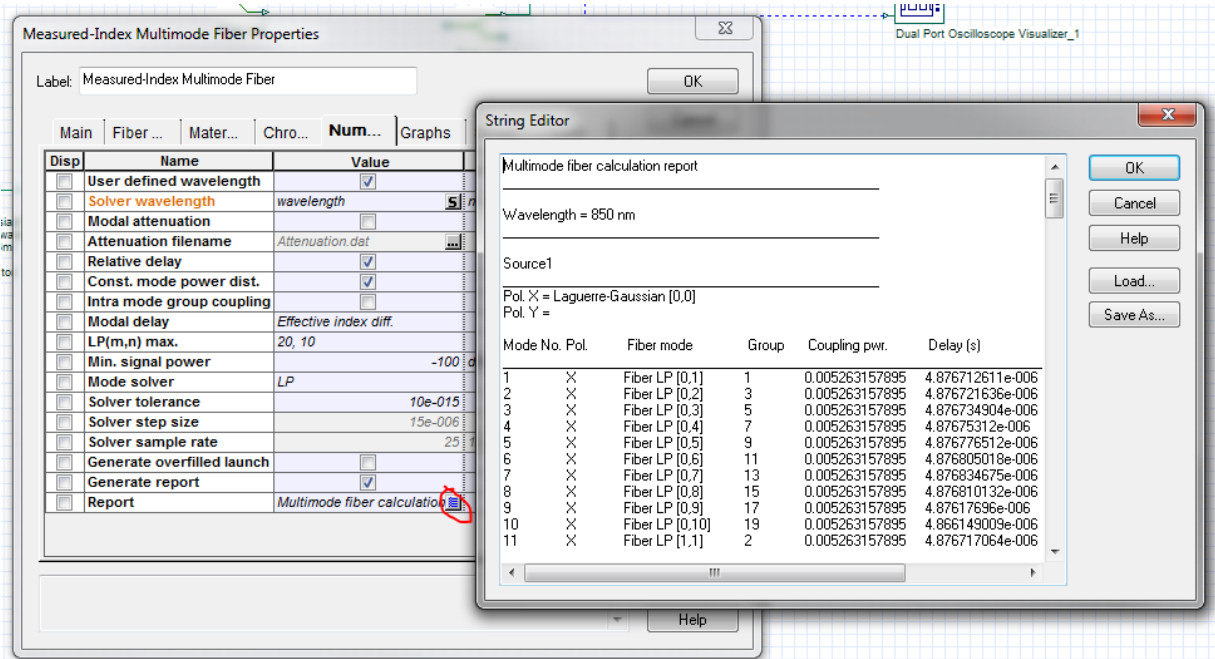 Dual Port Oscilloscope Visualizer_1
Measured-Index Multimode Fiber Properties
Label: Measured-Index Multimode Fiber
OK
Main Fiber ... Mater... Chro... Num... Graphs
Disp Name Value
User defined wavelength
Solver wavelength wavelength S
Modal attenuation
Attenuation filename Attenuation.dat ...
Relative delay
Const. mode power dist.
Intra mode group coupling
Modal delay Effective index diff.
LP(m,n) max. 20, 10
Min. signal power -100
Mode solver LP
Solver tolerance 10e-015
Solver step size 15e-006
Solver sample rate 25
Generate overfilled launch
Generate report
Report Multimode fiber calculation
Help
String Editor
Multimode fiber calculation report
Wavelength = 850 nm
Source1
Pol. X = Laguerre-Gaussian [0,0]
Pol. Y =
Mode No. Pol. Fiber mode Group Coupling pwr. Delay (s)
1 X Fiber LP [0,1] 1 0.005263157895 4.876712611e-006
2 X Fiber LP [0,2] 3 0.005263157895 4.876721636e-006
3 X Fiber LP [0,3] 5 0.005263157895 4.876734904e-006
4 X Fiber LP [0,4] 7 0.005263157895 4.87675312e-006
5 X Fiber LP [0,5] 9 0.005263157895 4.876776512e-006
6 X Fiber LP [0,6] 11 0.005263157895 4.876805018e-006
7 X Fiber LP [0,7] 13 0.005263157895 4.876834675e-006
8 X Fiber LP [0,8] 15 0.005263157895 4.876810132e-006
9 X Fiber LP [0,9] 17 0.005263157895 4.87617696e-006
10 X Fiber LP [0,10] 19 0.005263157895 4.866149009e-006
11 X Fiber LP [1,1] 2 0.005263157895 4.876717064e-006
OK
Cancel
Help
Load...
Save As...